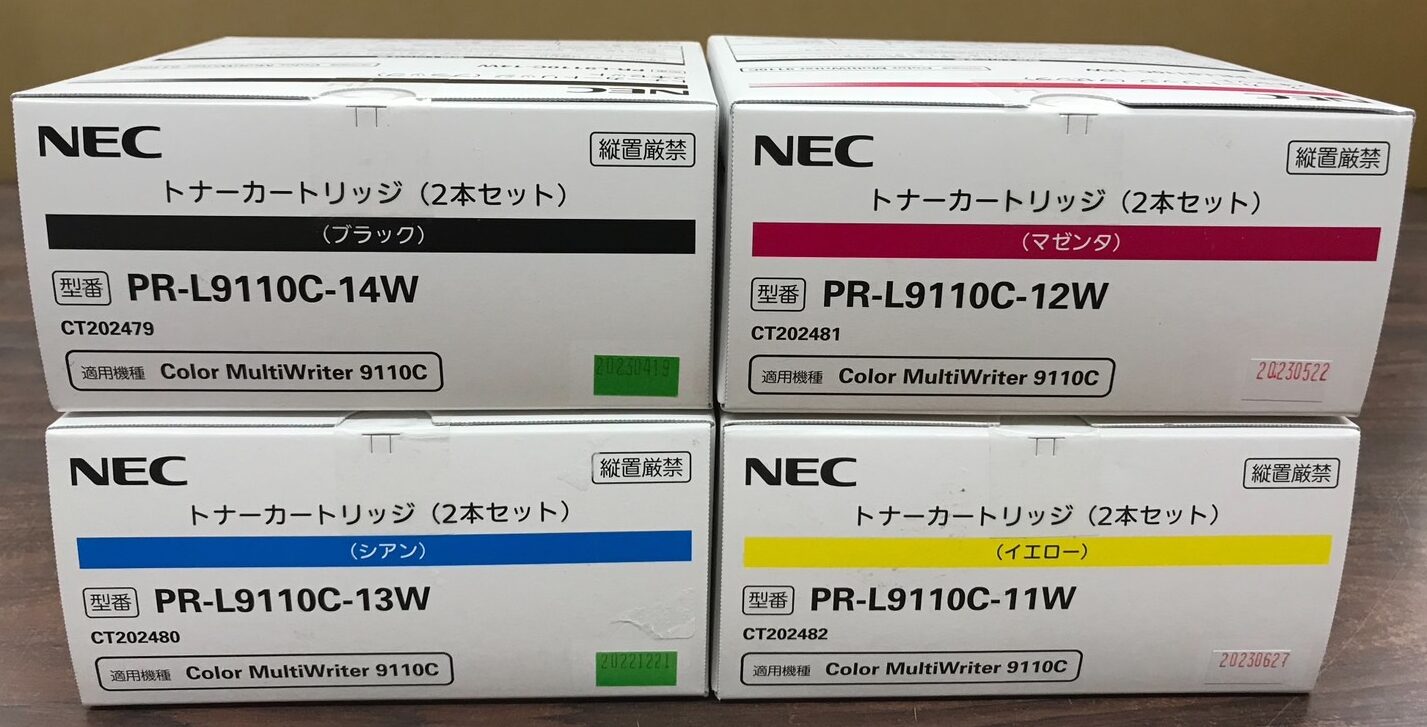 NEC
縦置厳禁
トナーカートリッジ（2本セット）
（ブラック）
型番 PR-L9110C-14W
CT202479
適用機種 Color MultiWriter 9110C
20230419
NEC
NEC
縦置厳禁
トナーカートリッジ（2本セット）
（マゼンタ）
型番 PR-L9110C-12W
CT202481
適用機種 Color MultiWriter 9110C
20230522
NEC
縦置厳禁
トナーカートリッジ（2本セット）
（シアン）
型番 PR-L9110C-13W
CT202480
適用機種 Color MultiWriter 9110C
20221221
NEC
縦置厳禁
トナーカートリッジ（2本セット）
（イエロー）
型番 PR-L9110C-11W
CT202482
適用機種 Color MultiWriter 9110C
20230627